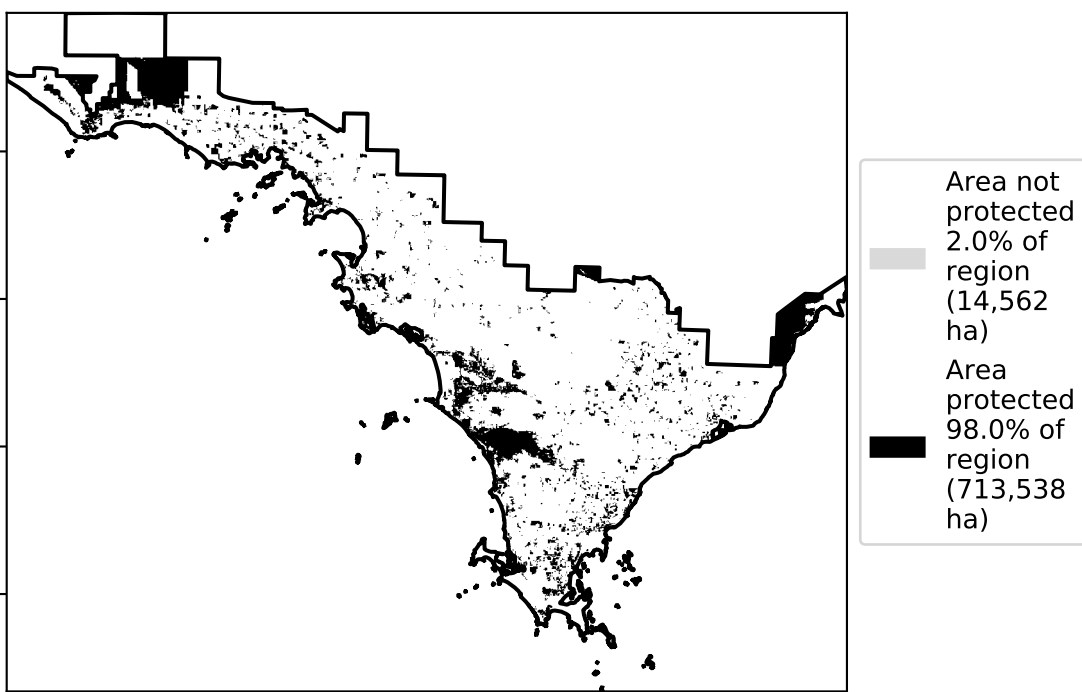 Area not
protected
2.0% of
region
(14,562
ha)
Area
protected
98.0% of
region
(713,538
ha)